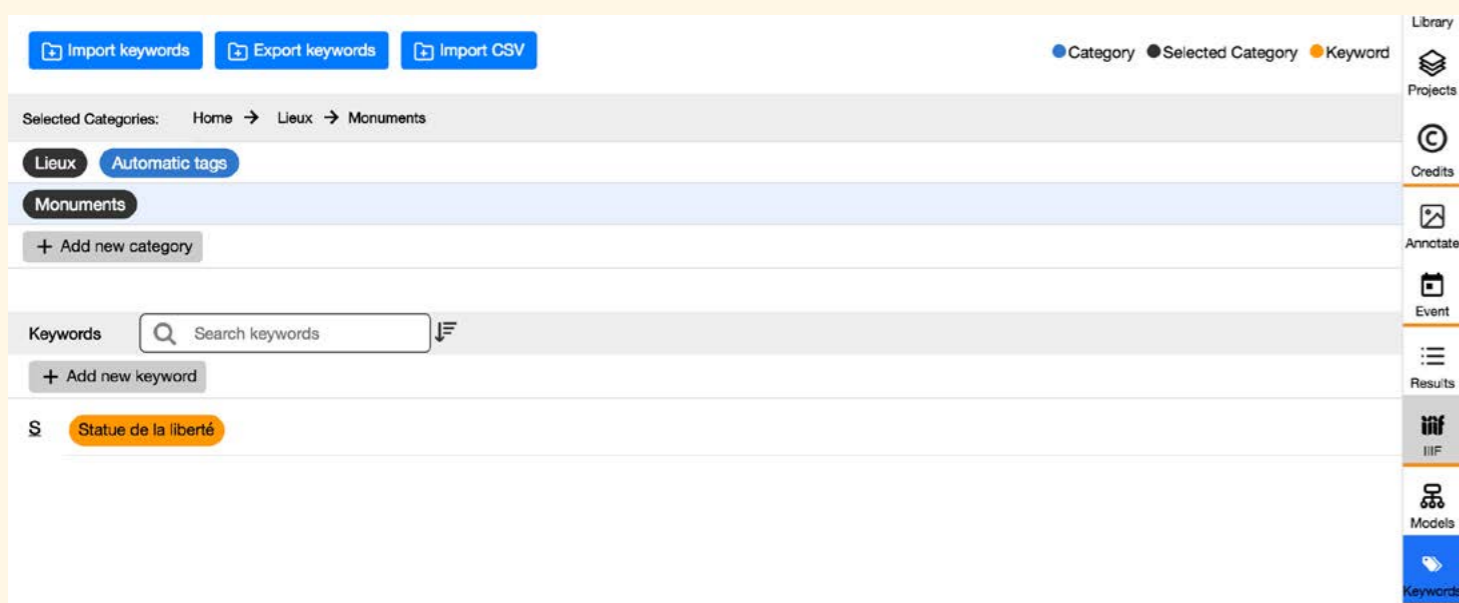 Import keywords Export keywords Import CSV
Category Selected Category Keyword
Selected Categories: Home → Lieux → Monuments
Lieux Automatic tags
Monuments
+ Add new category
Keywords Search keywords
+ Add new keyword
S Statue de la liberté
Library
Projects
Credits
Annotate
Event
Results
iiif
IIIF
Models
Keywords